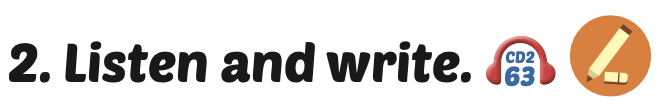 2. Listen and write. CD2
63